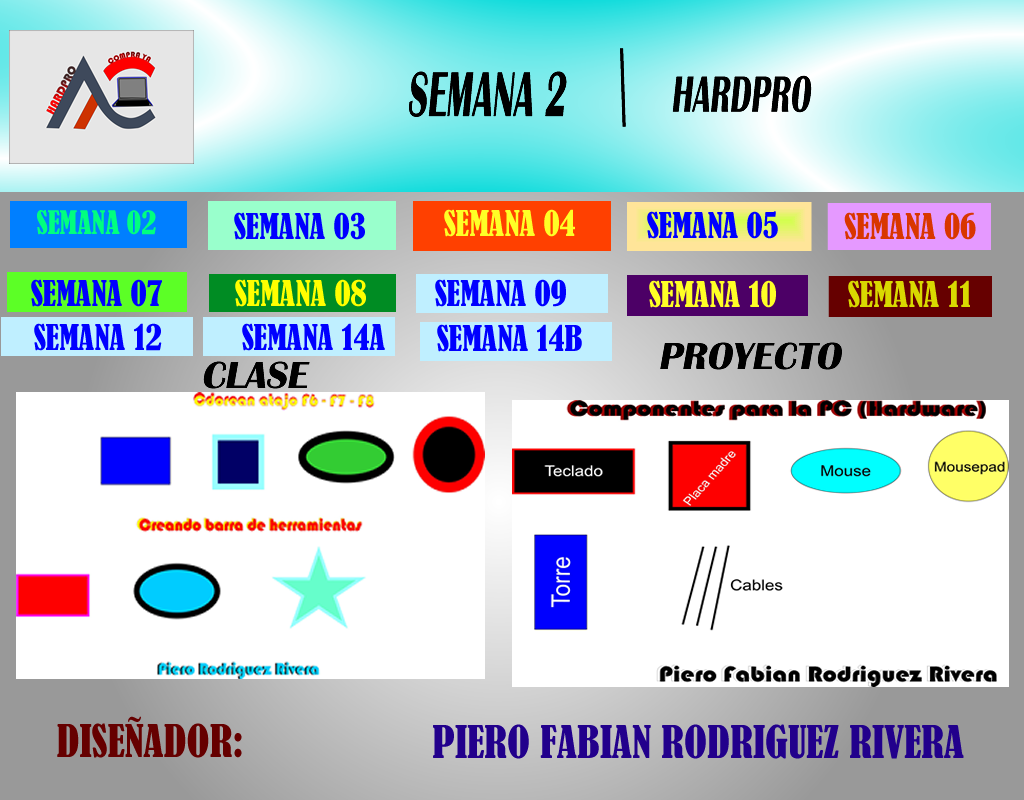 HARDPRO
COMPRA YA
SEMANA 2
HARDPRO
SEMANA 02
SEMANA 03
SEMANA 04
SEMANA 05
SEMANA 06
SEMANA 07
SEMANA 08
SEMANA 09
SEMANA 10
SEMANA 11
SEMANA 12
SEMANA 14A
SEMANA 14B
CLASE
PROYECTO
atajo F6 - F7 - F8
Creando barra de herramientas
Piero Rodriguez Rivera
Componentes para la PC (Hardware)
Teclado
Placa madre
Mouse
Mousepad
Torre
Cables
Piero Fabian Rodriguez Rivera
DISEÑADOR:
PIERO FABIAN RODRIGUEZ RIVERA